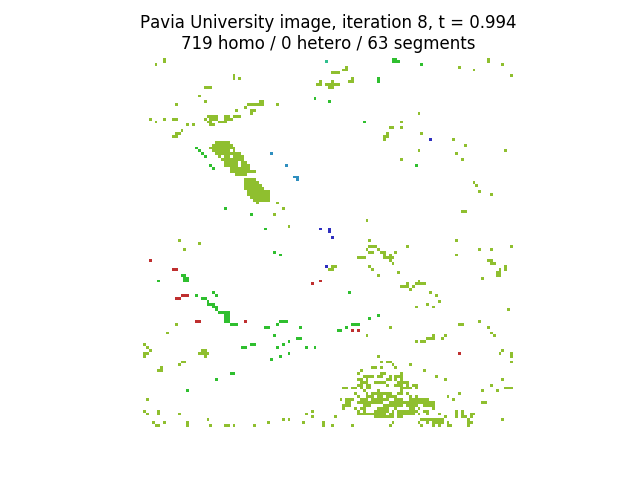 Pavia University image, iteration 8, t = 0.994
719 homo / 0 hetero / 63 segments